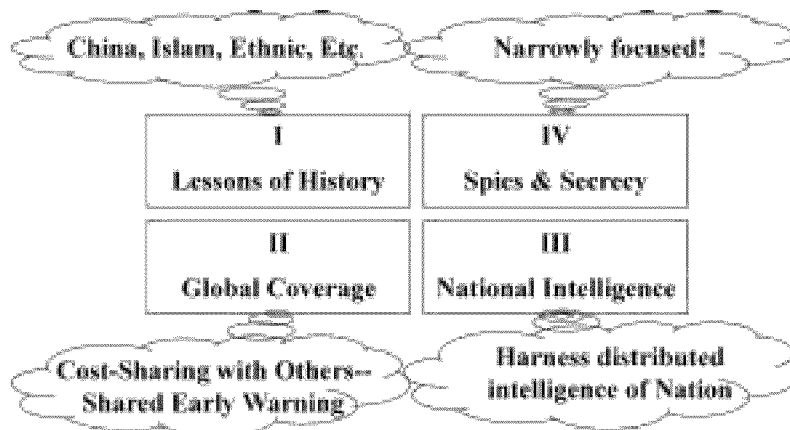 China, Islam, Ethnic, Etc.
Narrowly focused!
I
Lessons of History
IV
Spies & Secrecy
II
Global Coverage
III
National Intelligence
Cost-Sharing with Others--
Shared Early Warning
Harness distributed
intelligence of Nation